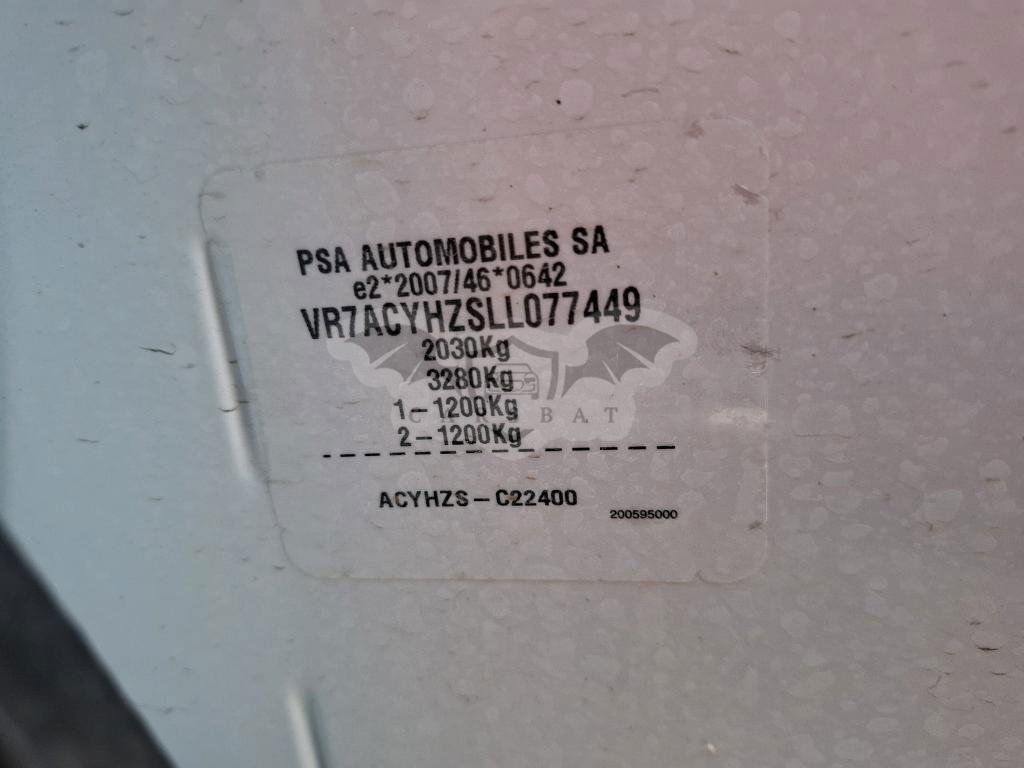 PSA AUTOMOBILES SA
e2*2007/46*0642
VR7ACYHZSLL077449
2030Kg
3280Kg
1-1200Kg
2-1200Kg
ACYHZS-C22400
200595000